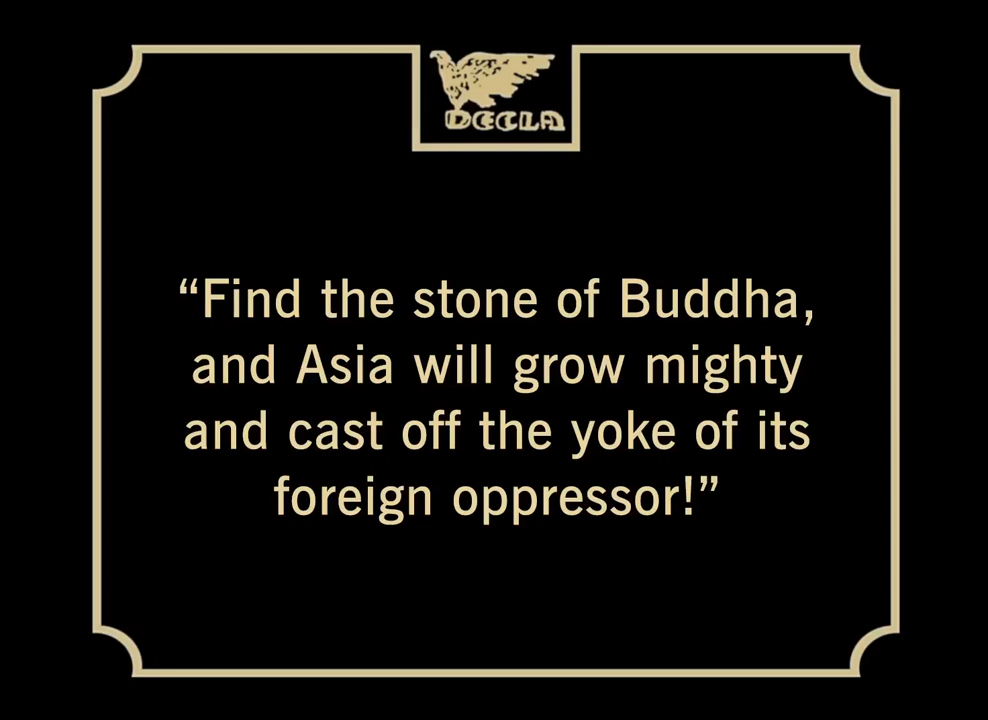 DECLA
“Find the stone of Buddha,
and Asia will grow mighty
and cast off the yoke of its
foreign oppressor!”